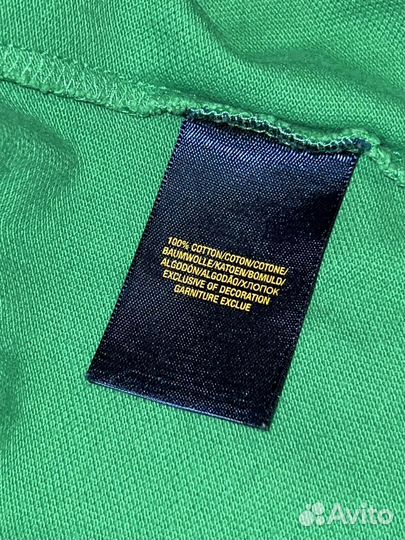 100% COTTON/COTON/COTONE/
BAUMWOLLE/KATOEN/BOMULD/
ALGODÓN/ALGODÃO/ХЛОПОК
EXCLUSIVE OF DECORATION
GARNITURE EXCLUE
Avito